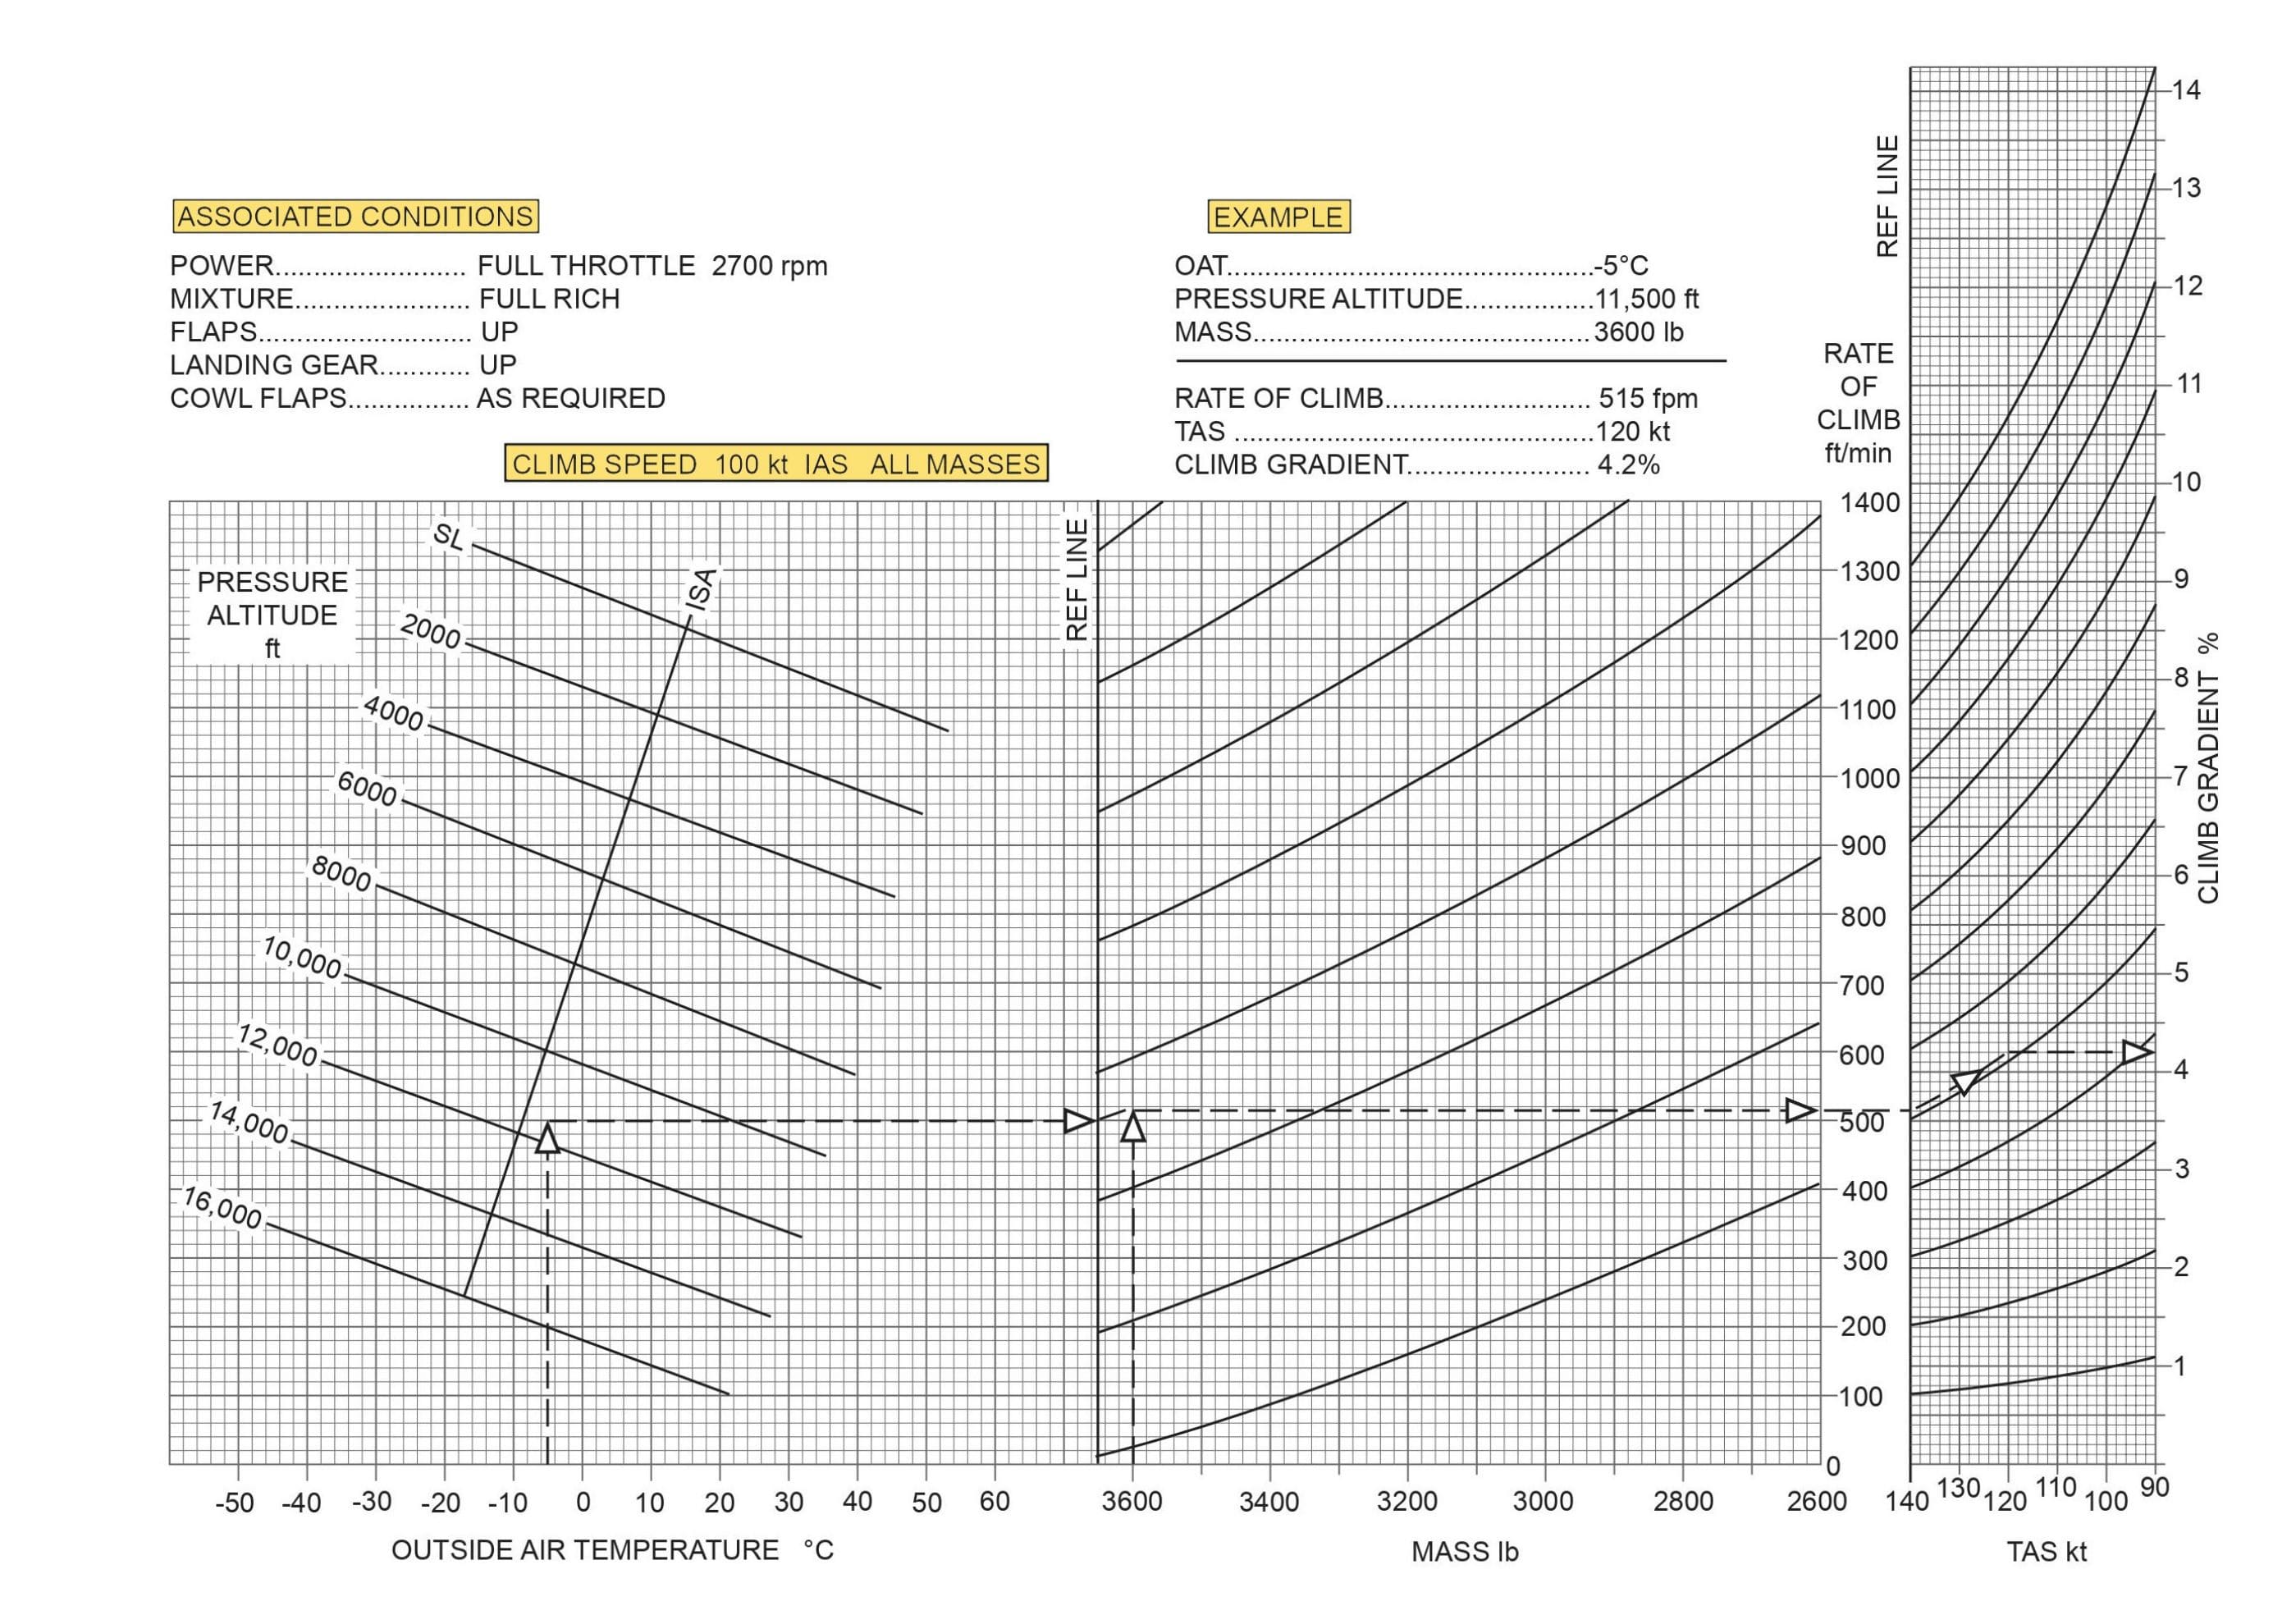 ASSOCIATED CONDITIONS
POWER......................... FULL THROTTLE 2700 rpm
MIXTURE....................... FULL RICH
FLAPS............................ UP
LANDING GEAR............ UP
COWL FLAPS................ AS REQUIRED
CLIMB SPEED 100 kt IAS ALL MASSES
EXAMPLE
OAT................................................-5°C
PRESSURE ALTITUDE.................11,500 ft
MASS............................................3600 lb
RATE OF CLIMB........................... 515 fpm
TAS ...............................................120 kt
CLIMB GRADIENT........................ 4.2%
PRESSURE
ALTITUDE
ft
SL
2000
4000
6000
8000
10,000
12,000
14,000
16,000
ISA
REF LINE
RATE
OF
CLIMB
ft/min
1400
1300
1200
1100
1000
900
800
700
600
500
400
300
200
100
0
REF LINE
14
13
12
11
10
9
8
7
6
5
4
3
2
1
CLIMB GRADIENT %
-50 -40 -30 -20 -10 0 10 20 30 40 50 60
OUTSIDE AIR TEMPERATURE °C
3600 3400 3200 3000 2800 2600
MASS lb
140 130 120 110 100 90
TAS kt